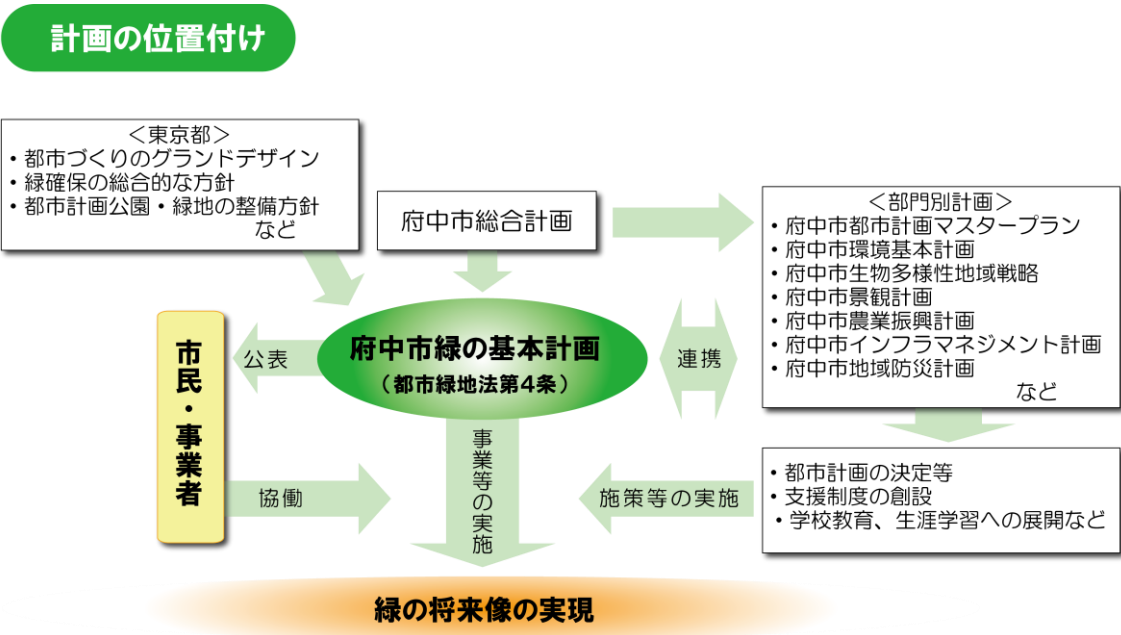 計画の位置付け
＜東京都＞
・都市づくりのグランドデザイン
・緑確保の総合的な方針
・都市計画公園・緑地の整備方針
など
府中市総合計画
＜部門別計画＞
・府中市都市計画マスタープラン
・府中市環境基本計画
・府中市生物多様性地域戦略
・府中市景観計画
・府中市農業振興計画
・府中市インフラマネジメント計画
・府中市地域防災計画
など
市民・事業者
公表
府中市緑の基本計画
（都市緑地法第4条）
連携
協働
事業等の実施
施策等の実施
・都市計画の決定等
・支援制度の創設
・学校教育、生涯学習への展開など
緑の将来像の実現